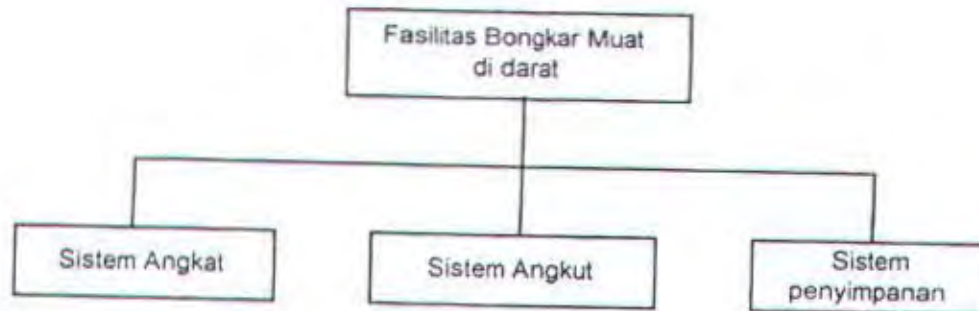 Fasilitas Bongkar Muat
di darat
Sistem Angkat
Sistem Angkut
Sistem
penyimpanan